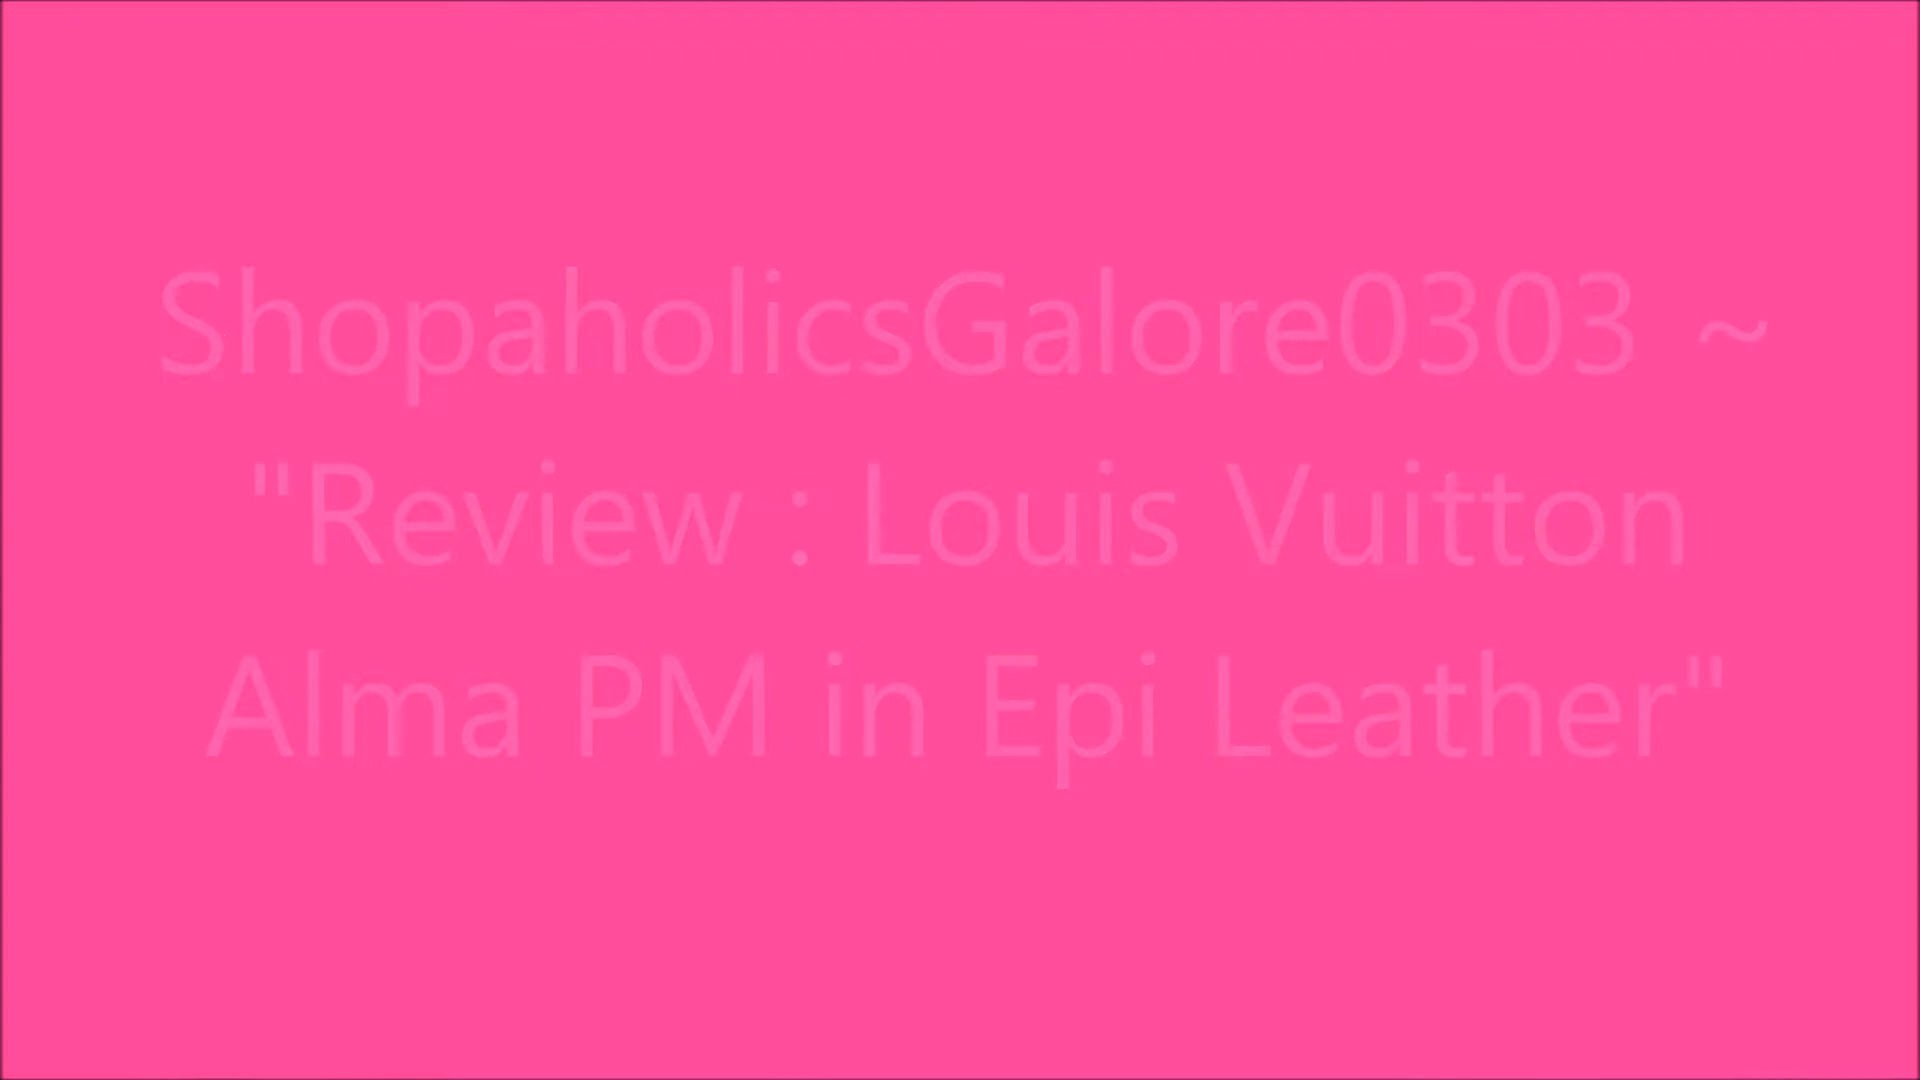 ShopaholicsGalore0303 ~
"Review : Louis Vuitton
Alma PM in Epi Leather"